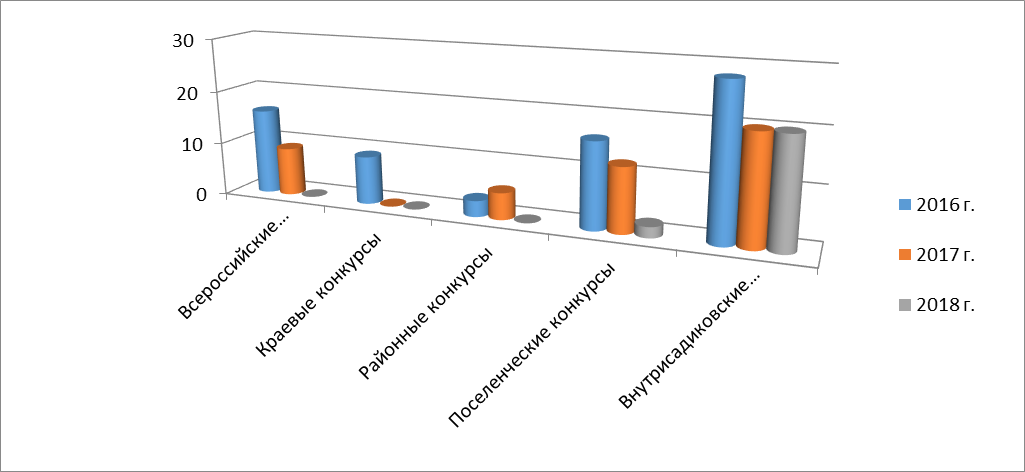 30
20
10
0
Всероссийские...
Краевые конкурсы
Районные конкурсы
Поселенческие конкурсы
Внутрисадиковские...
2016 г.
2017 г.
2018 г.